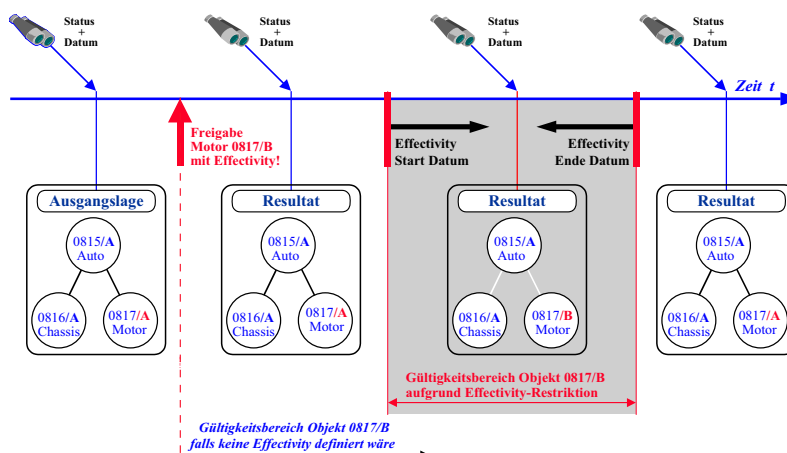 Status
+
Datum
Status
+
Datum
Status
+
Datum
Status
+
Datum
Zeit t
Freigabe
Motor 0817/B
mit Effectivity!
Effectivity
Start Datum
Effectivity
Ende Datum
Ausgangslage
0815/A
Auto
0816/A
Chassis
0817/A
Motor
Resultat
0815/A
Auto
0816/A
Chassis
0817/A
Motor
Resultat
0815/A
Auto
0816/A
Chassis
0817/B
Motor
Resultat
0815/A
Auto
0816/A
Chassis
0817/A
Motor
Gültigkeitsbereich Objekt 0817/B
aufgrund Effectivity-Restriktion
Gültigkeitsbereich Objekt 0817/B
falls keine Effectivity definiert wäre